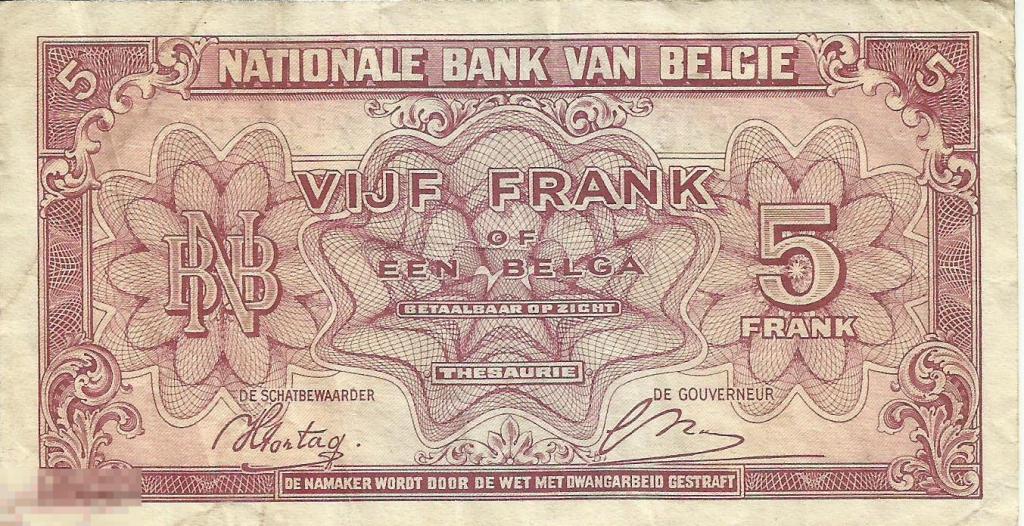 5 NATIONALE BANK VAN BELGIE 5
VIJF FRANK
OF
EEN BELGA
BETAALBAAR OP ZICHT
THESAURIE
BNB
5
FRANK
DE SCHATBEWAARDER
DE GOUVERNEUR
DE NAMAKER WORDT DOOR DE WET MET DWANGARBEID GESTRAFT